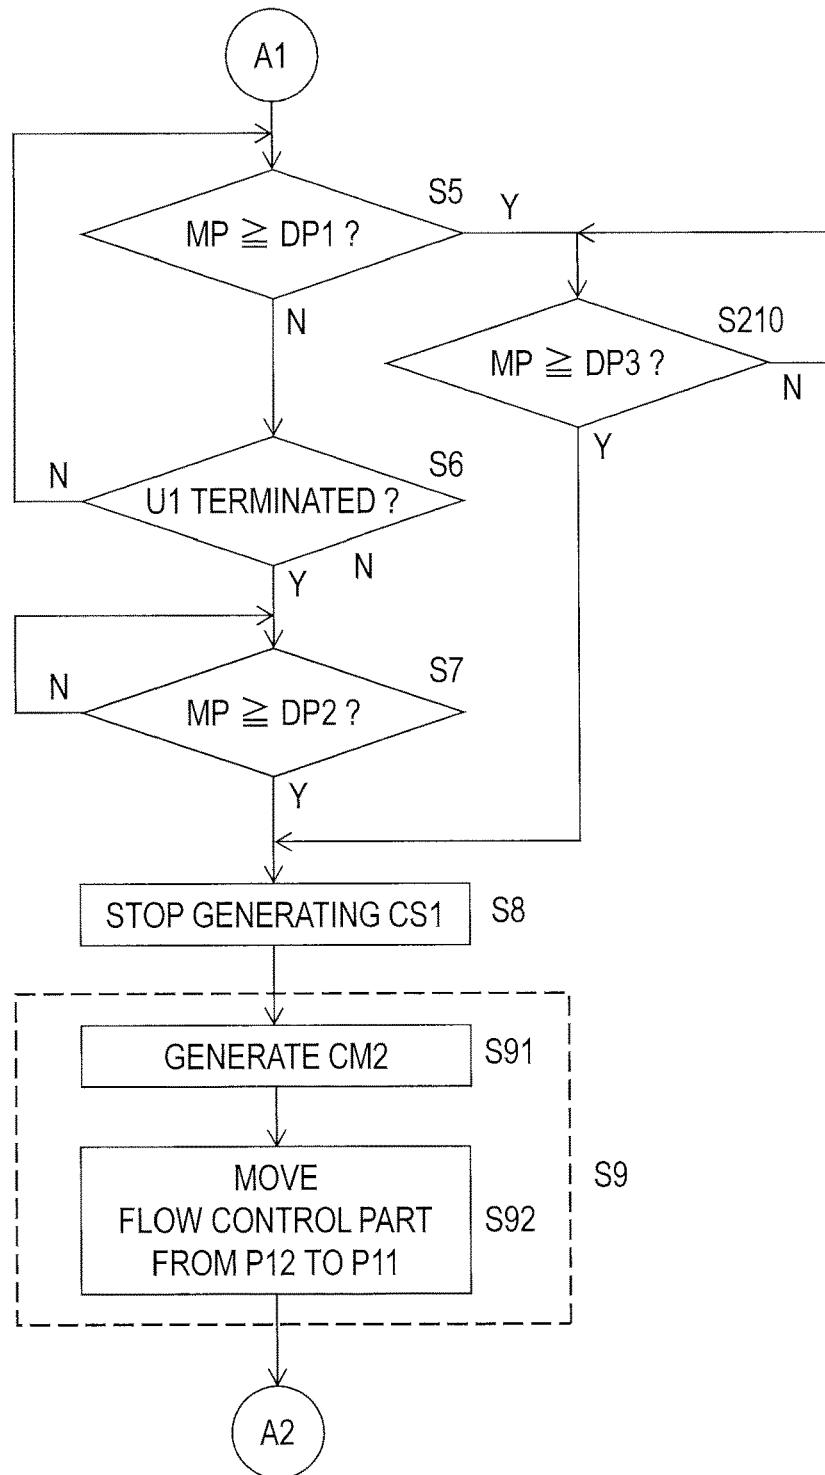 A1
S5
Y
MP ≧ DP1 ?
N
S210
MP ≧ DP3 ?
N
Y
N
S6
U1 TERMINATED ?
Y
N
S7
N
MP ≧ DP2 ?
Y
STOP GENERATING CS1
S8
GENERATE CM2
S91
S9
MOVE
FLOW CONTROL PART
S92
FROM P12 TO P11
A2